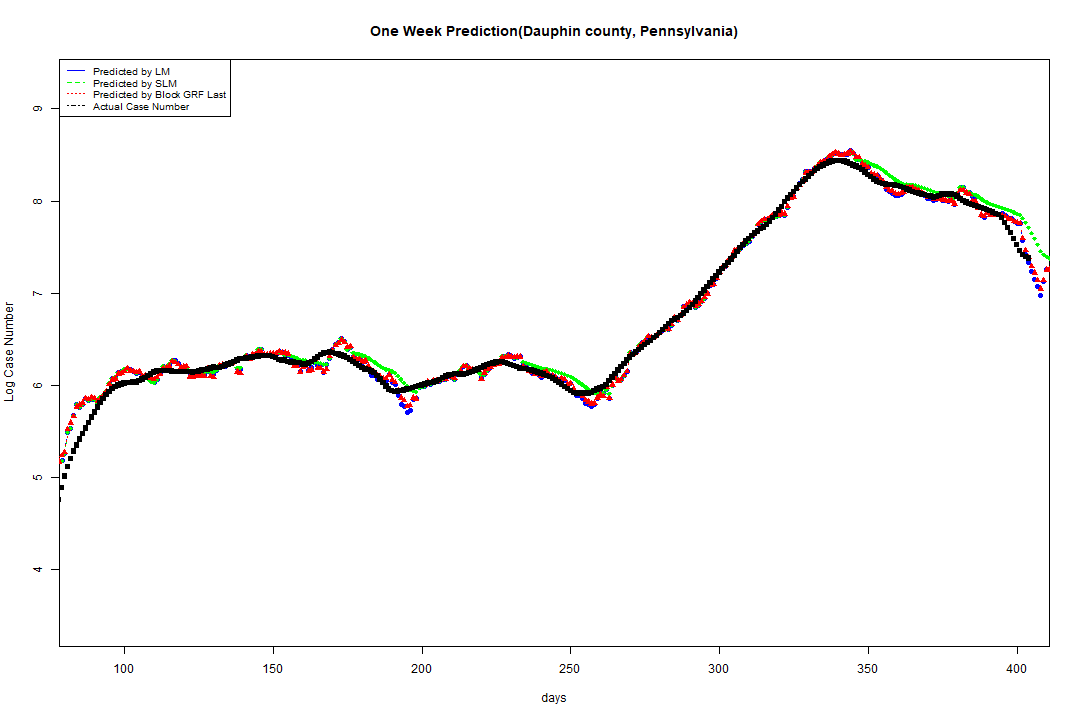 One Week Prediction(Dauphin county, Pennsylvania)
Predicted by LM
Predicted by SLM
Predicted by Block GRF Last
Actual Case Number
Log Case Number
9
8
7
6
5
4
100 150 200 250 300 350 400
days